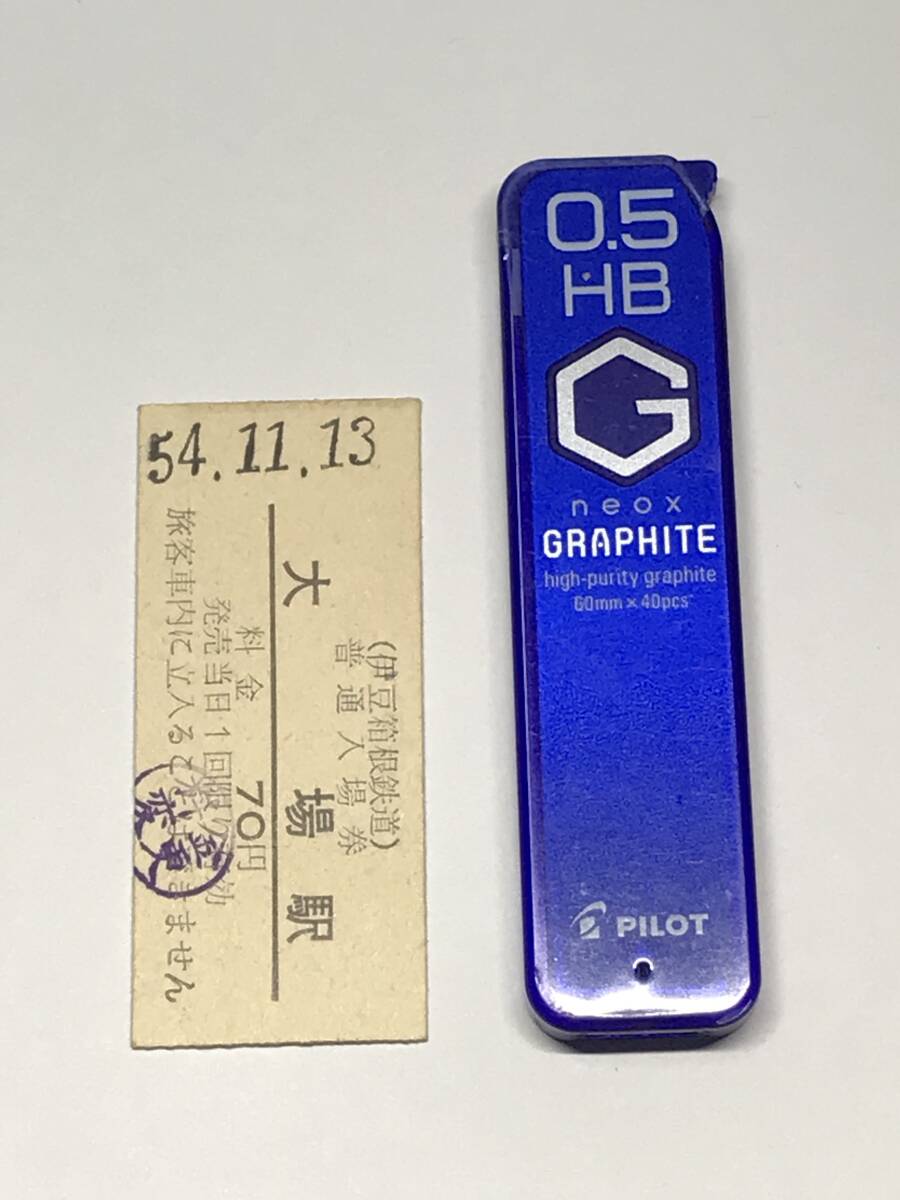 54.11.13
(伊豆箱根鉄道)
普通入場券
大場駅
料金 70円
発売当日1回限り有効
旅客車内に立入ることはできません
0.5
HB
G
neox
GRAPHITE
high-purity graphite
60mm×40pcs
PILOT